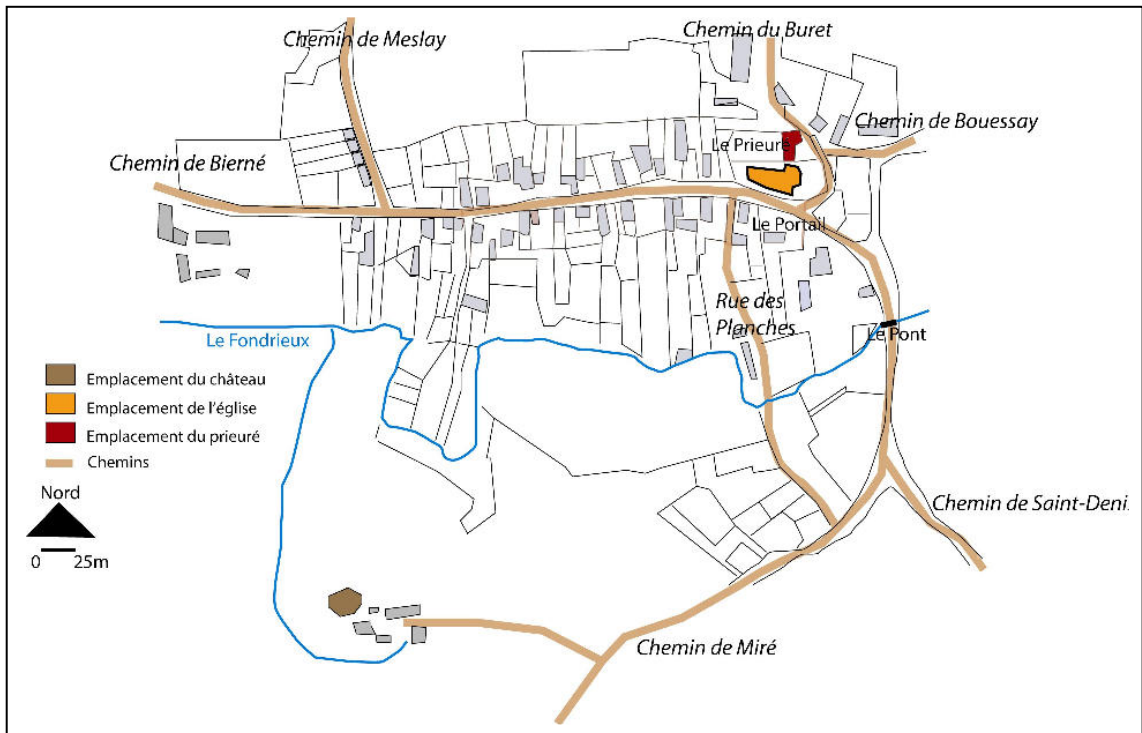 Chemin de Meslay
Chemin du Buret
Chemin de Bouessay
Le Prieuré
Chemin de Bierné
Le Portail
Rue des
Planches
Le Pont
Le Fondrieux
Emplacement du château
Emplacement de l'église
Emplacement du prieuré
Chemins
Nord
0 25m
Chemin de Saint-Deni.
Chemin de Miré